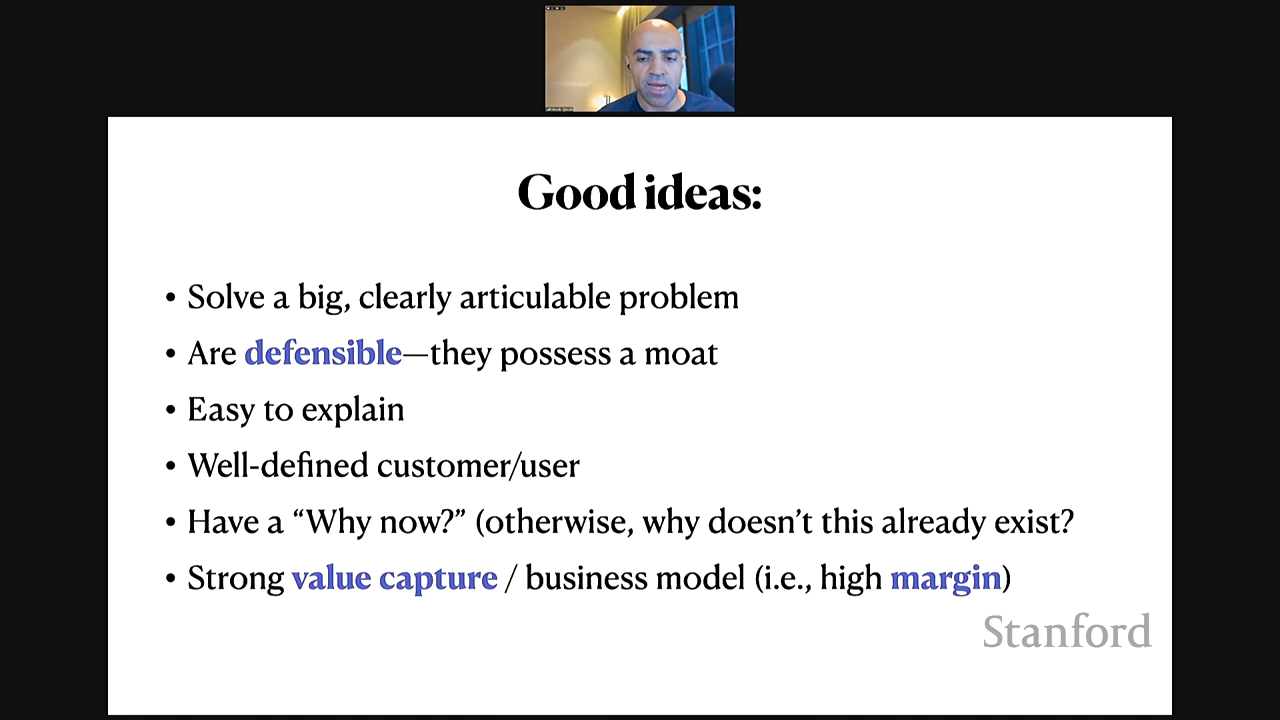 Good ideas:
• Solve a big, clearly articulable problem
• Are defensible—they possess a moat
• Easy to explain
• Well-defined customer/user
• Have a “Why now?” (otherwise, why doesn’t this already exist?
• Strong value capture / business model (i.e., high margin)
Stanford